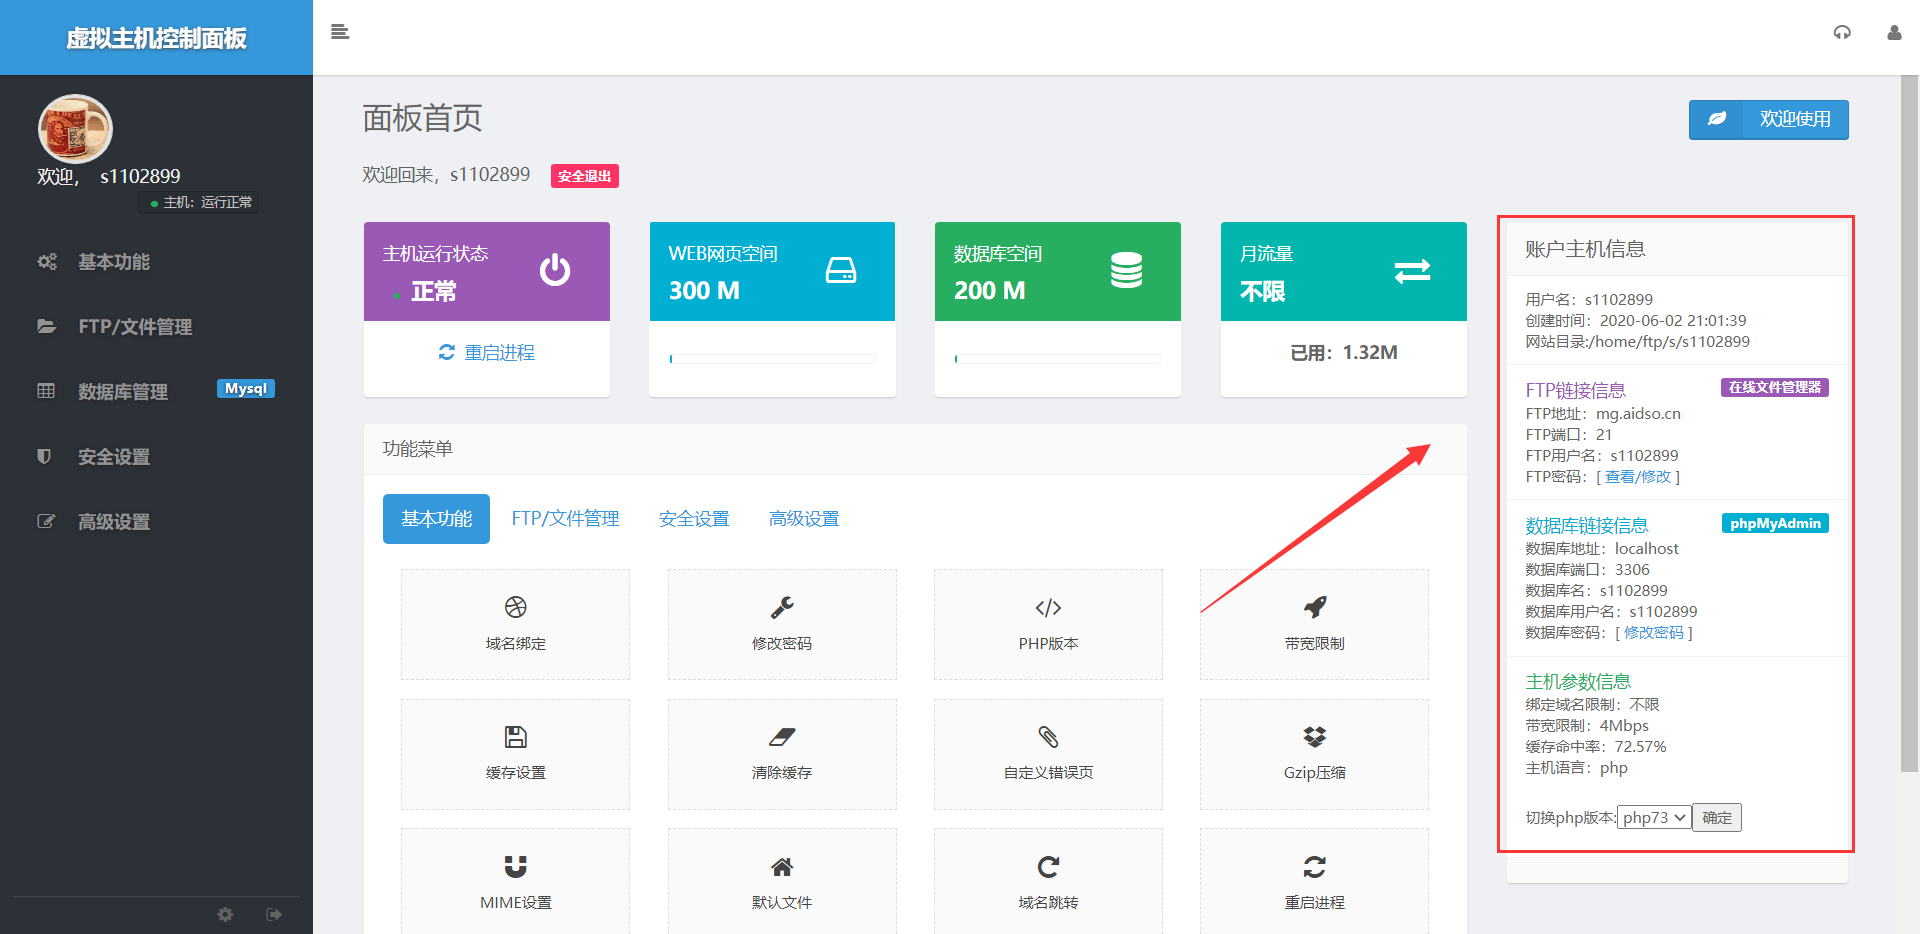 虚拟主机控制面板
欢迎， s1102899
主机：运行正常
基本功能
FTP/文件管理
数据库管理 Mysql
安全设置
高级设置
面板首页
欢迎使用
欢迎回来，s1102899 安全退出
主机运行状态
正常
重启进程
WEB网页空间
300 M
数据库空间
200 M
月流量
不限
已用：1.32M
功能菜单
基本功能 FTP/文件管理 安全设置 高级设置
域名绑定 修改密码 PHP版本 带宽限制
缓存设置 清除缓存 自定义错误页 Gzip压缩
MIME设置 默认文件 域名跳转 重启进程
账户主机信息
用户名：s1102899
创建时间：2020-06-02 21:01:39
网站目录:/home/ftp/s/s1102899
FTP链接信息 在线文件管理器
FTP地址：mg.aidso.cn
FTP端口：21
FTP用户名：s1102899
FTP密码：[ 查看/修改 ]
数据库链接信息 phpMyAdmin
数据库地址：localhost
数据库端口：3306
数据库名：s1102899
数据库用户名：s1102899
数据库密码：[ 修改密码 ]
主机参数信息
绑定域名限制：不限
带宽限制：4Mbps
缓存命中率：72.57%
主机语言：php
切换php版本:php73 确定